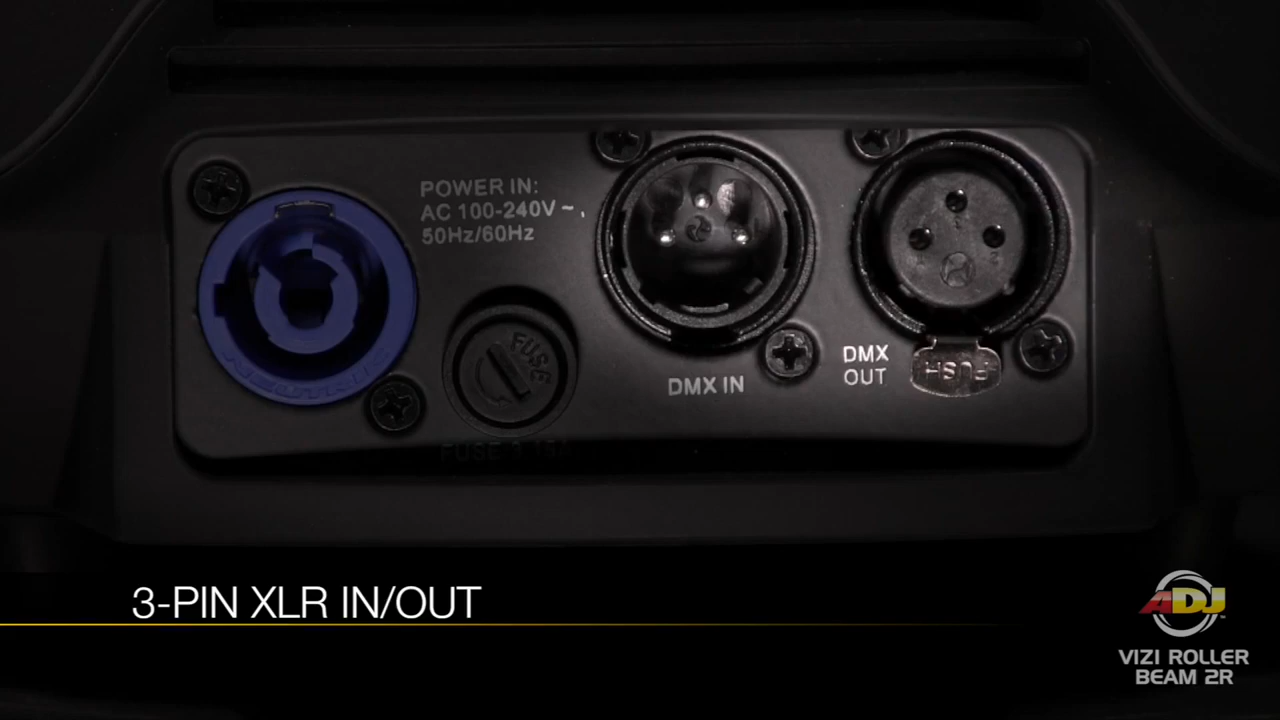 POWER IN:
AC 100-240V ~ ,
50Hz/60Hz
FUSE
NEUTRIK
DMX IN
DMX
OUT
PUSH
3-PIN XLR IN/OUT
ADJ
VIZI ROLLER
BEAM 2R